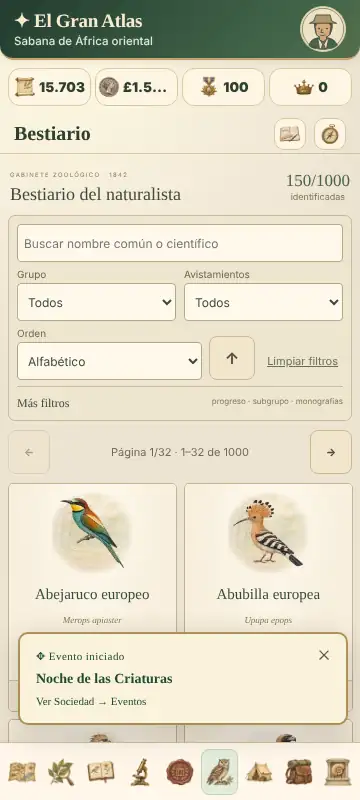 ✦ El Gran Atlas
Sabana de África oriental
15.703
£1.5...
100
0
Bestiario
GABINETE ZOOLÓGICO · 1842
Bestiario del naturalista
150/1000
identificadas
Buscar nombre común o científico
Grupo
Avistamientos
Todos
Todos
Orden
Alfabético
↑
Limpiar filtros
Más filtros
progreso · subgrupo · monografías
←
Página 1/32 · 1–32 de 1000
→
Abejaruco europeo
Abubilla europea
Merops apiaster
Upupa epops
✥ Evento iniciado
Noche de las Criaturas
Ver Sociedad → Eventos